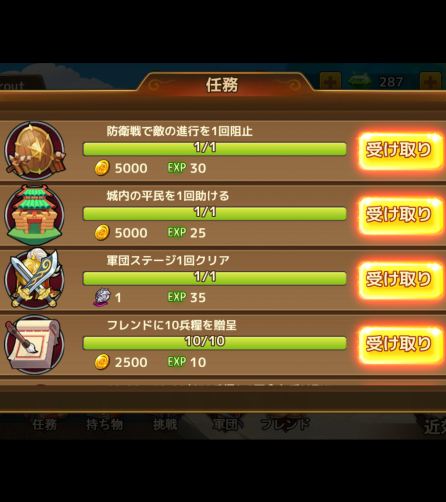 任務
287
防衛戦で敵の進行を1回阻止
1/1
5000 EXP 30
受け取り
城内の平民を1回助ける
1/1
5000 EXP 25
受け取り
軍団ステージ1回クリア
1/1
1 EXP 35
受け取り
フレンドに10兵糧を贈呈
10/10
2500 EXP 10
受け取り
任務 持ち物 挑戦 軍団 フレンド